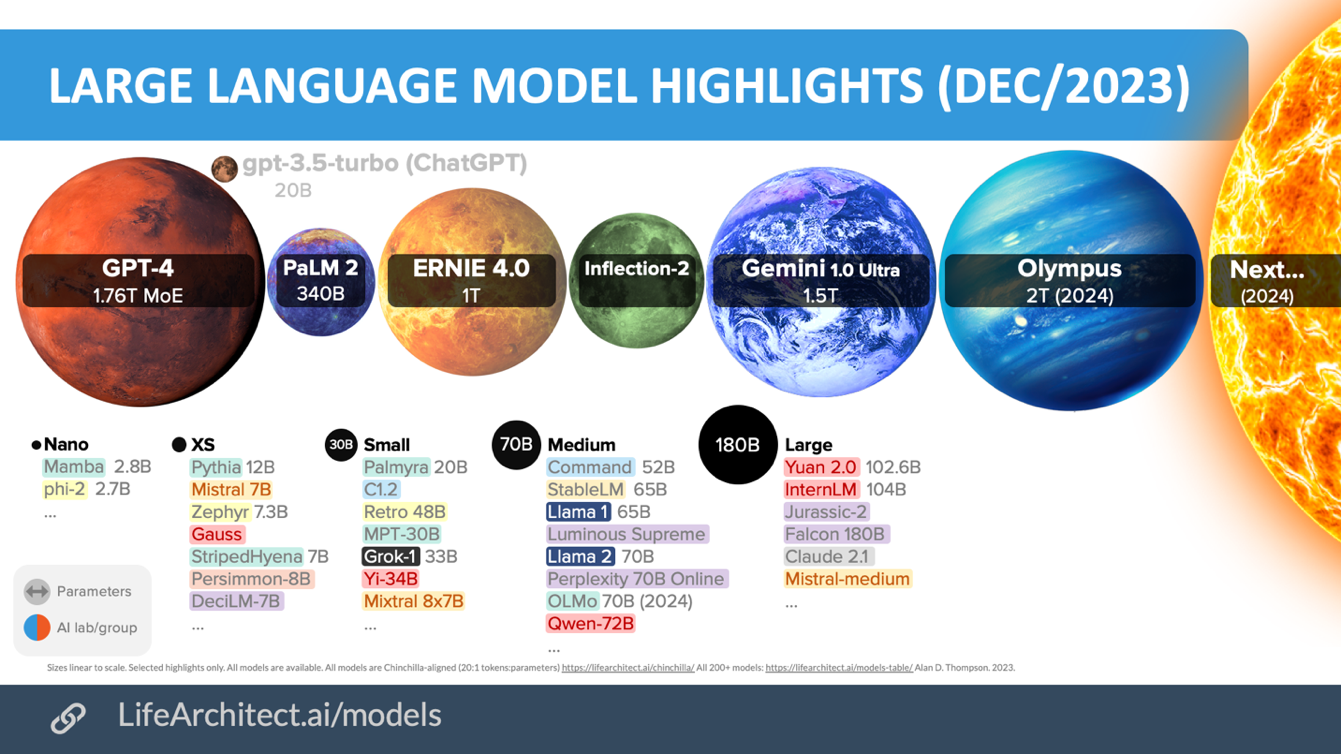 LARGE LANGUAGE MODEL HIGHLIGHTS (DEC/2023)
gpt-3.5-turbo (ChatGPT)
20B
GPT-4
1.76T MoE
PaLM 2
340B
ERNIE 4.0
1T
Inflection-2
Gemini 1.0 Ultra
1.5T
Olympus
2T (2024)
Next...
(2024)
Nano
Mamba 2.8B
phi-2 2.7B
...
XS
Pythia 12B
Mistral 7B
Zephyr 7.3B
Gauss
StripedHyena 7B
Persimmon-8B
DeciLM-7B
...
30B Small
Palmyra 20B
C1.2
Retro 48B
MPT-30B
Grok-1 33B
Yi-34B
Mixtral 8x7B
...
70B Medium
Command 52B
StableLM 65B
Llama 1 65B
Luminous Supreme
Llama 2 70B
Perplexity 70B Online
OLMo 70B (2024)
Qwen-72B
...
180B Large
Yuan 2.0 102.6B
InternLM 104B
Jurassic-2
Falcon 180B
Claude 2.1
Mistral-medium
...
Parameters
AI lab/group
Sizes linear to scale. Selected highlights only. All models are available. All models are Chinchilla-aligned (20:1 tokens:parameters) https://lifearchitect.ai/chinchilla/ All 200+ models: https://lifearchitect.ai/models-table/ Alan D. Thompson. 2023.
LifeArchitect.ai/models